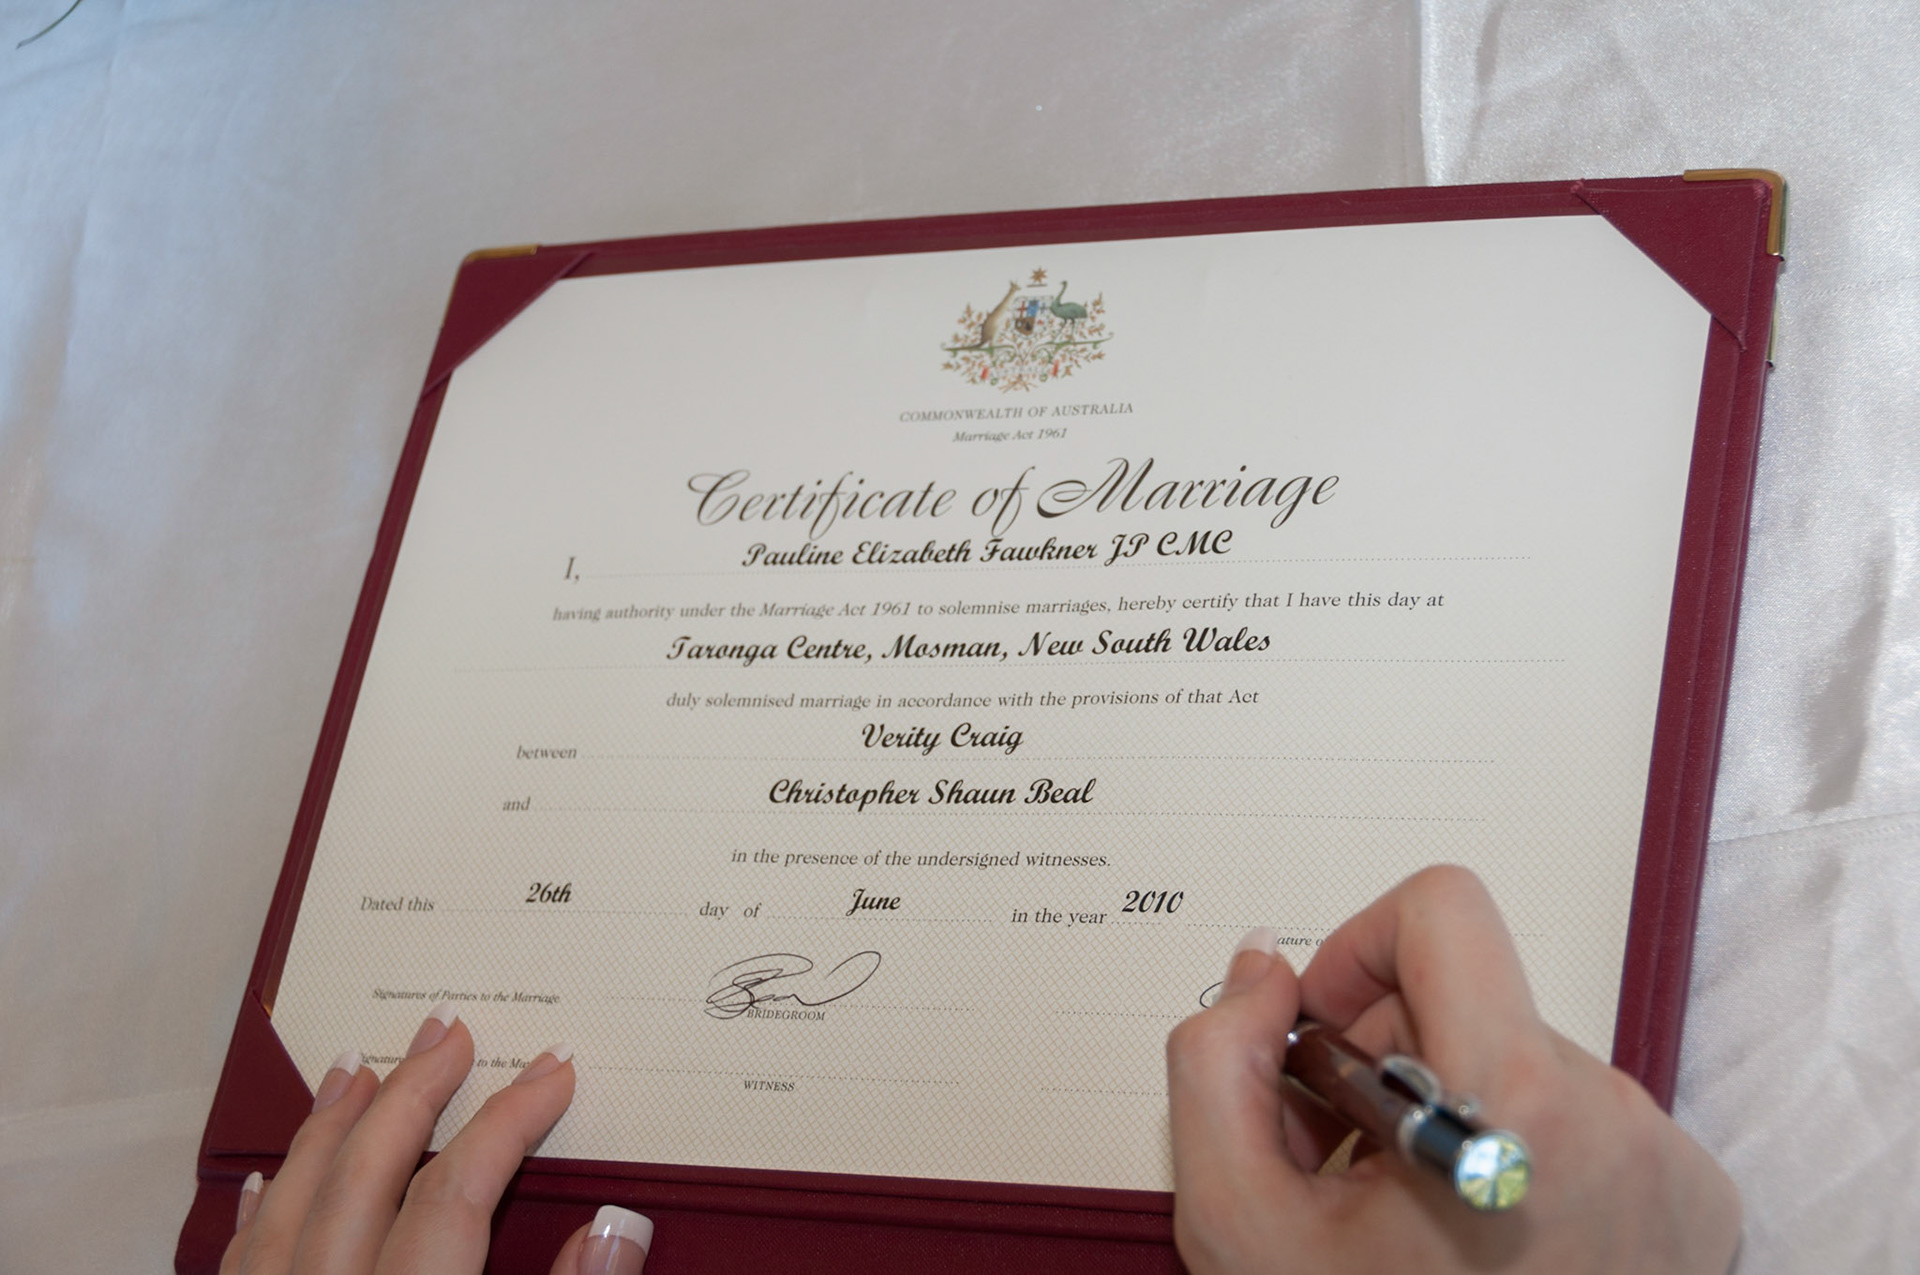 COMMONWEALTH OF AUSTRALIA
Marriage Act 1961
Certificate of Marriage
I, Pauline Elizabeth Fawkner JP CMC
having authority under the Marriage Act 1961 to solemnise marriages, hereby certify that I have this day at
Taronga Centre, Mosman, New South Wales
duly solemnised marriage in accordance with the provisions of that Act
between Verity Craig
and Christopher Shaun Beal
in the presence of the undersigned witnesses.
Dated this 26th day of June in the year 2010
ature o
Signatures of Parties to the Marriage
BRIDEGROOM
to the Ma
WITNESS